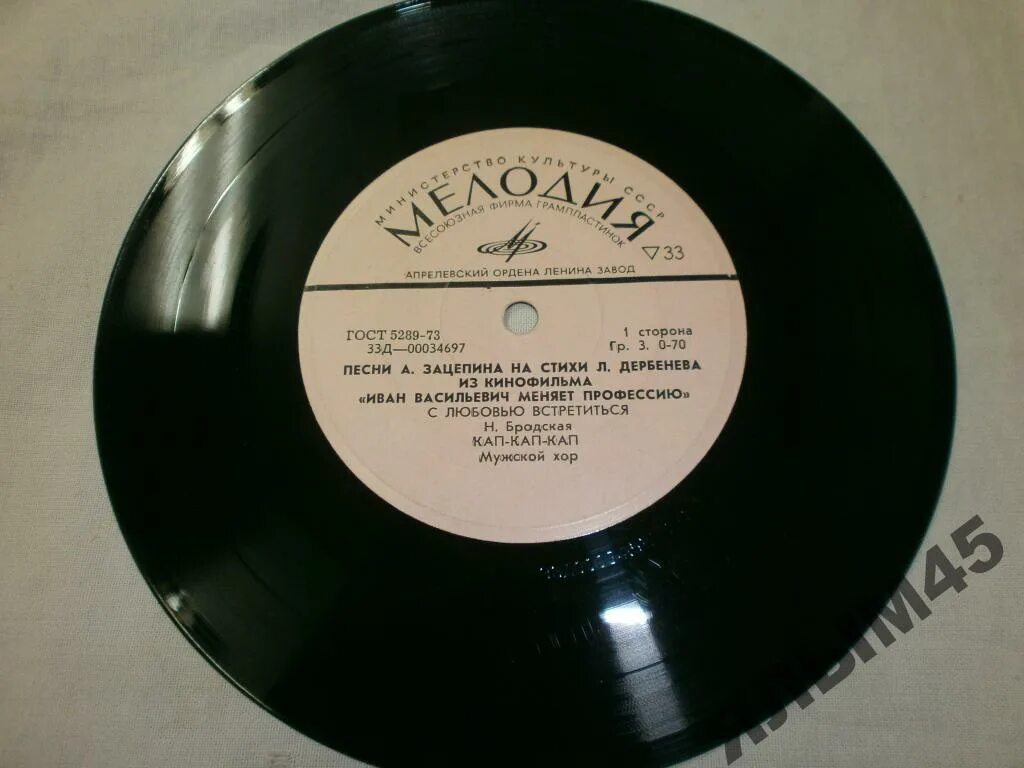 МИНИСТЕРСТВО КУЛЬТУРЫ СССР
МЕЛОДИЯ
ВСЕСОЮЗНАЯ ФИРМА ГРАМПЛАСТИНОК
33
АПРЕЛЕВСКИЙ ОРДЕНА ЛЕНИНА ЗАВОД
ГОСТ 5289-73
1 сторона
33Д—00034697
Гр. 3. 0-70
ПЕСНИ А. ЗАЦЕПИНА НА СТИХИ Л. ДЕРБЕНЕВА
ИЗ КИНОФИЛЬМА
«ИВАН ВАСИЛЬЕВИЧ МЕНЯЕТ ПРОФЕССИЮ»
С ЛЮБОВЬЮ ВСТРЕТИТЬСЯ
Н. Бродская
КАП-КАП-КАП
Мужской хор
ЯЛЫМ45